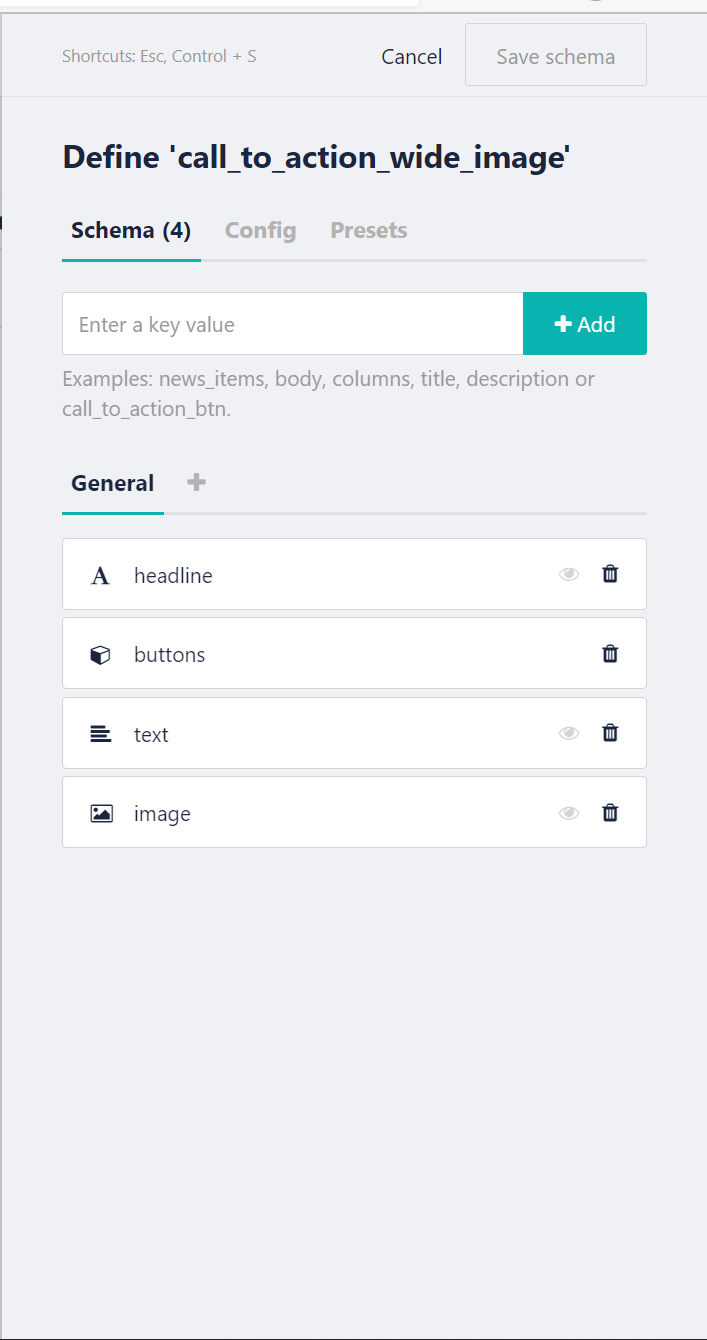 Shortcuts: Esc, Control + S
Cancel
Save schema
Define 'call_to_action_wide_image'
Schema (4)
Config
Presets
Enter a key value
Add
Examples: news_items, body, columns, title, description or
call_to_action_btn.
General
headline
buttons
text
image